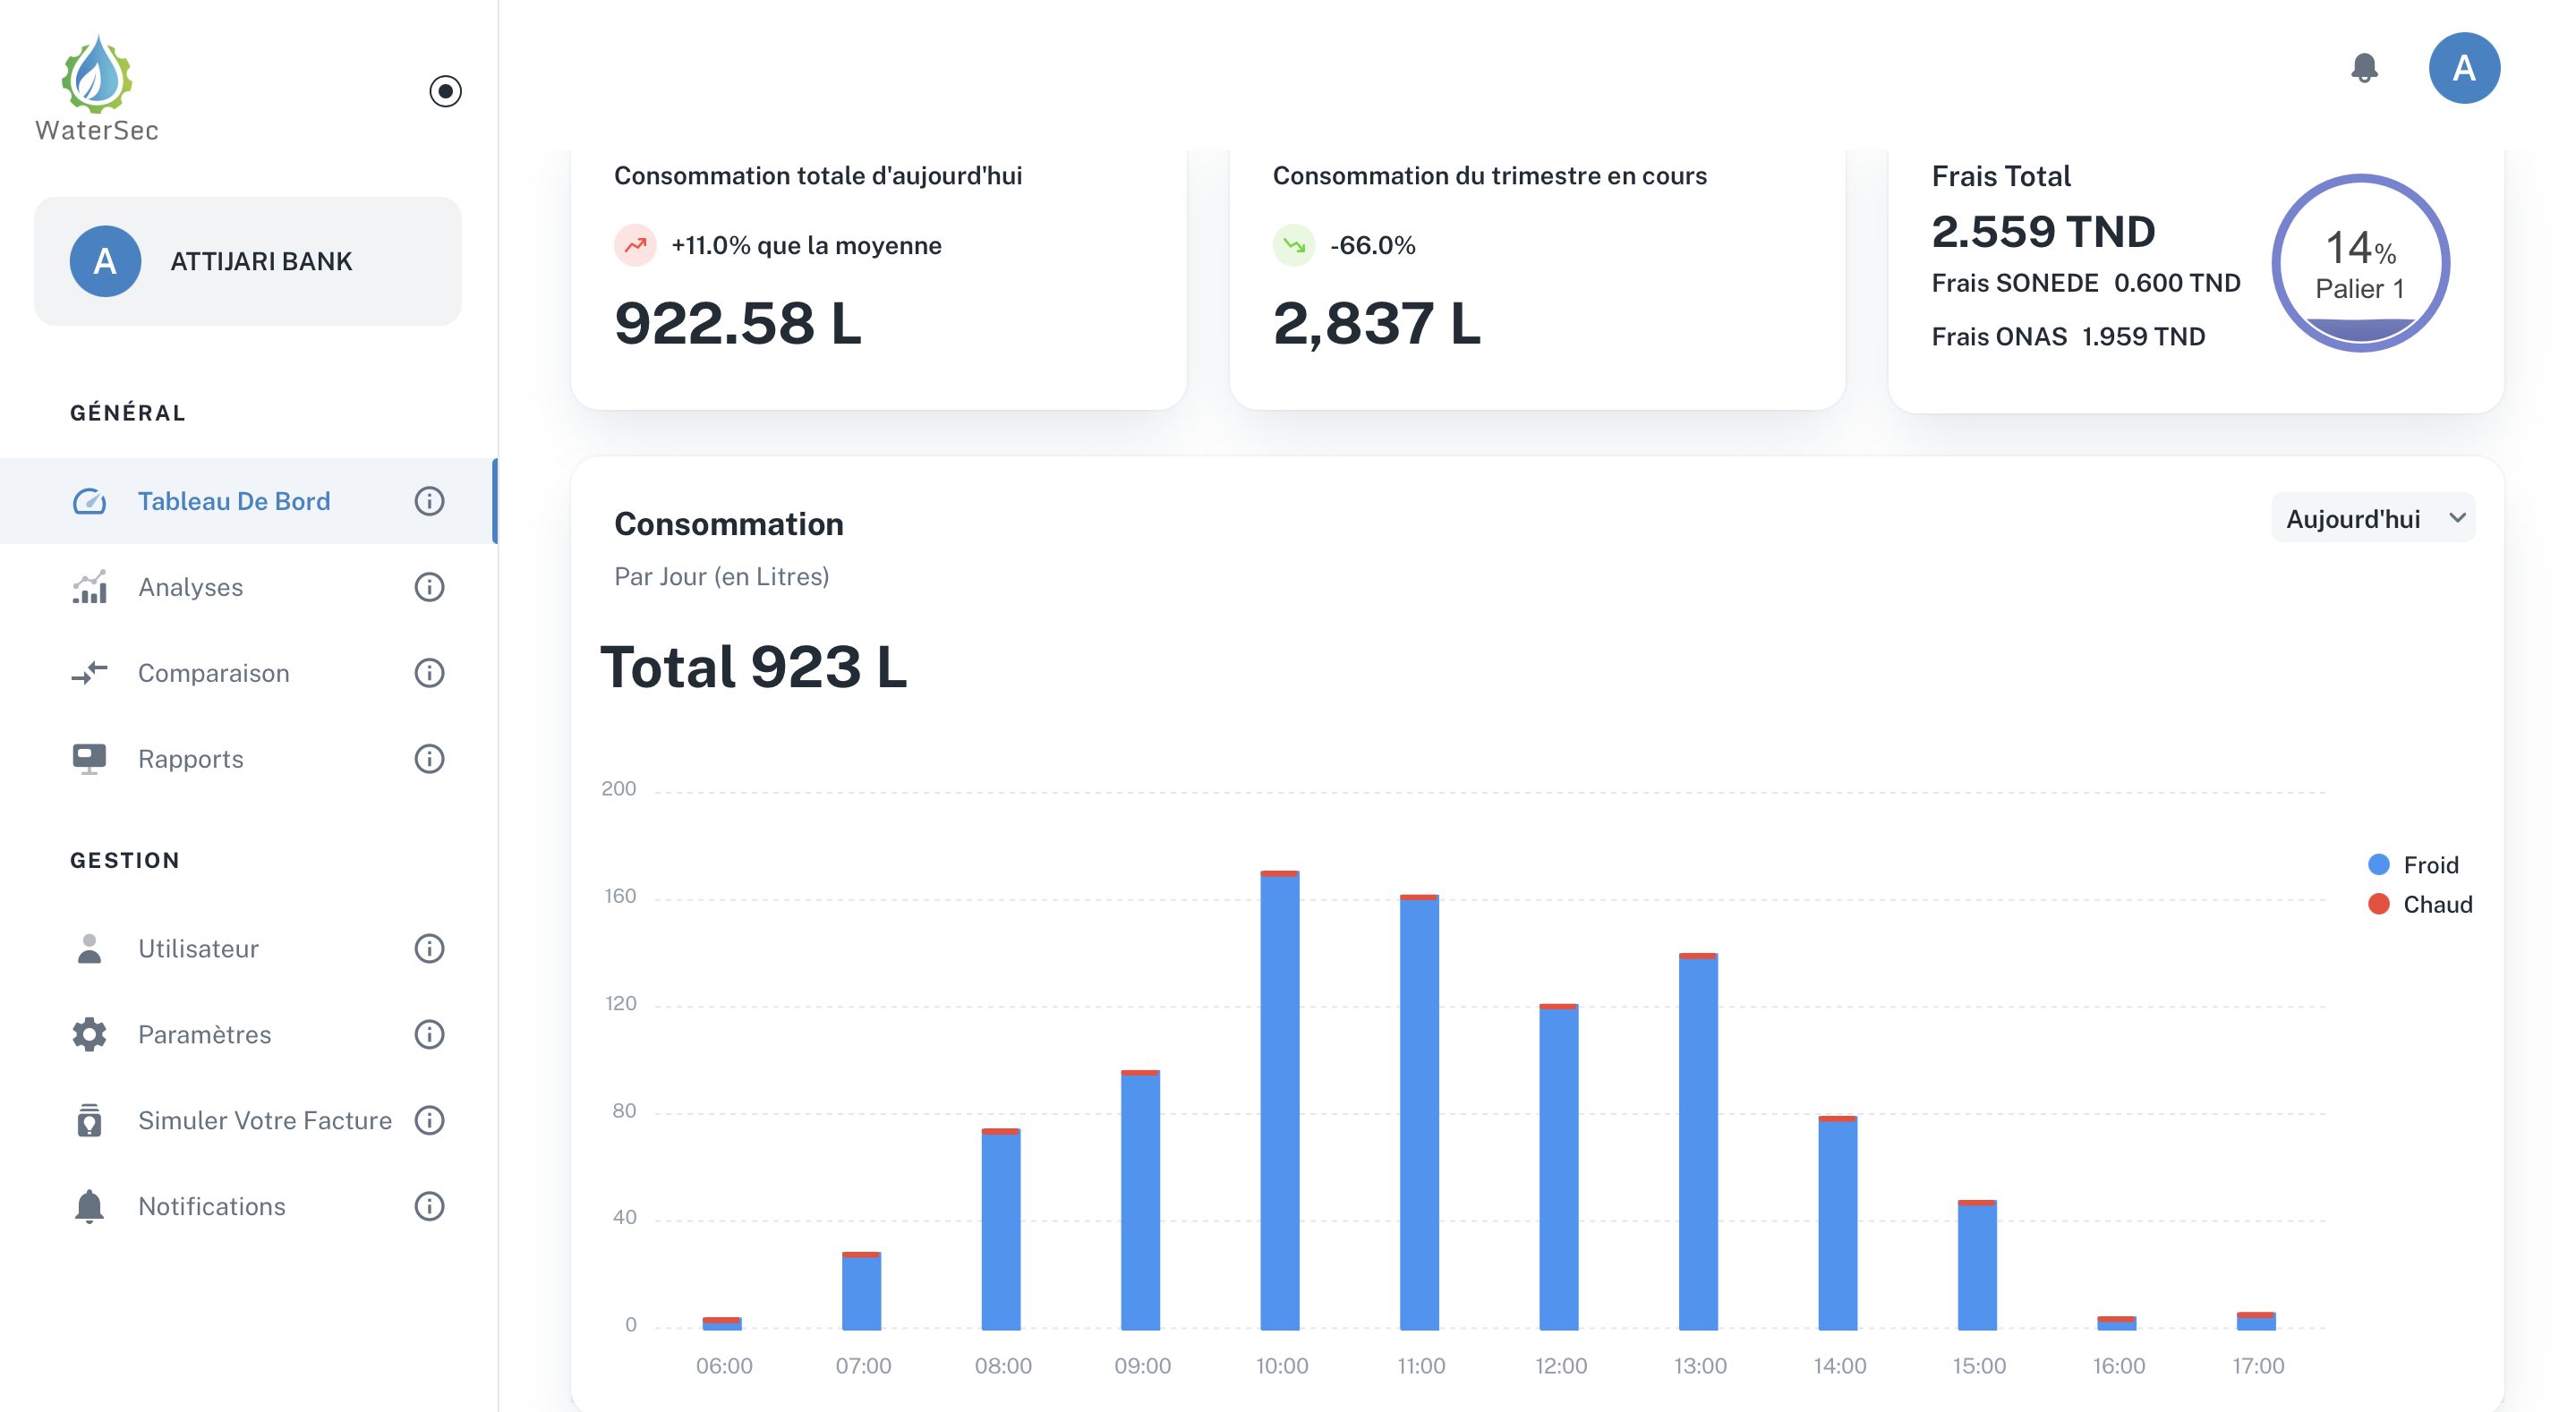 WaterSec
A
ATTIJARI BANK
GÉNÉRAL
Tableau De Bord
Analyses
Comparaison
Rapports
GESTION
Utilisateur
Paramètres
Simuler Votre Facture
Notifications
A
Consommation totale d'aujourd'hui
+11.0% que la moyenne
922.58 L
Consommation du trimestre en cours
-66.0%
2,837 L
Frais Total
2.559 TND
Frais SONEDE 0.600 TND
Frais ONAS 1.959 TND
14%
Palier 1
Consommation
Par Jour (en Litres)
Aujourd'hui
Total 923 L
200
160
120
80
40
0
06:00 07:00 08:00 09:00 10:00 11:00 12:00 13:00 14:00 15:00 16:00 17:00
Froid
Chaud